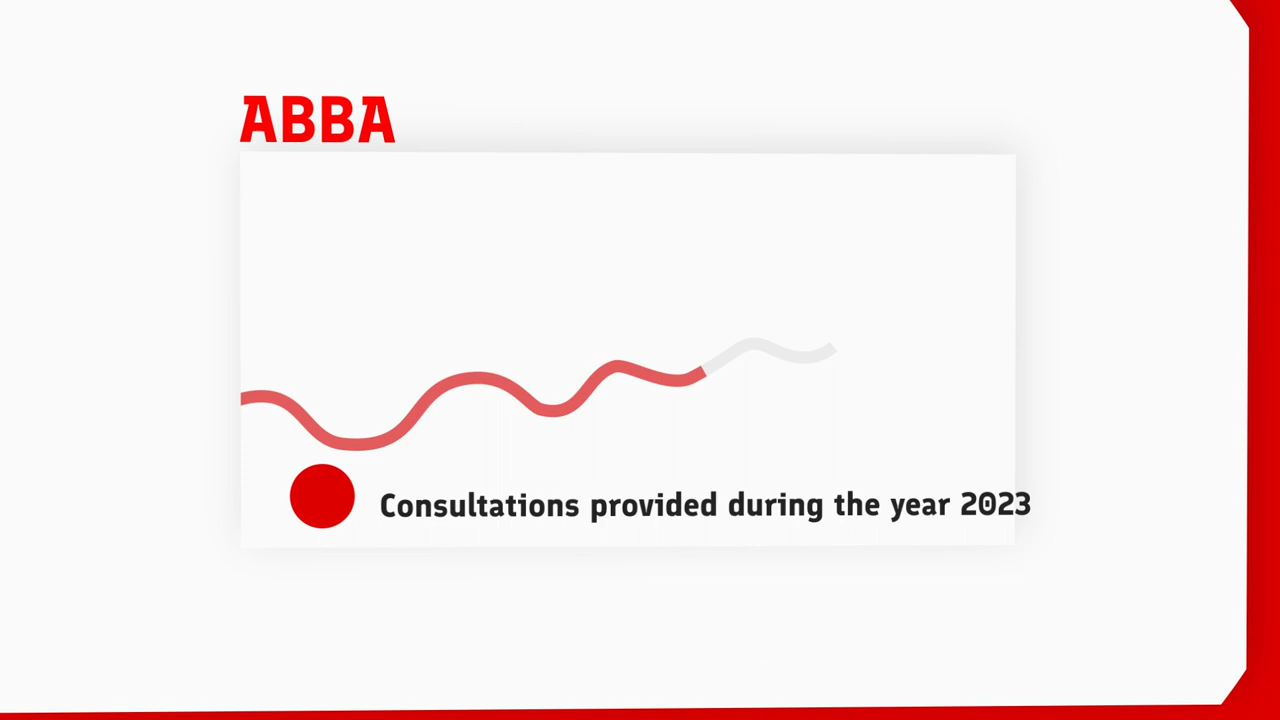 ABBA
Consultations provided during the year 2023